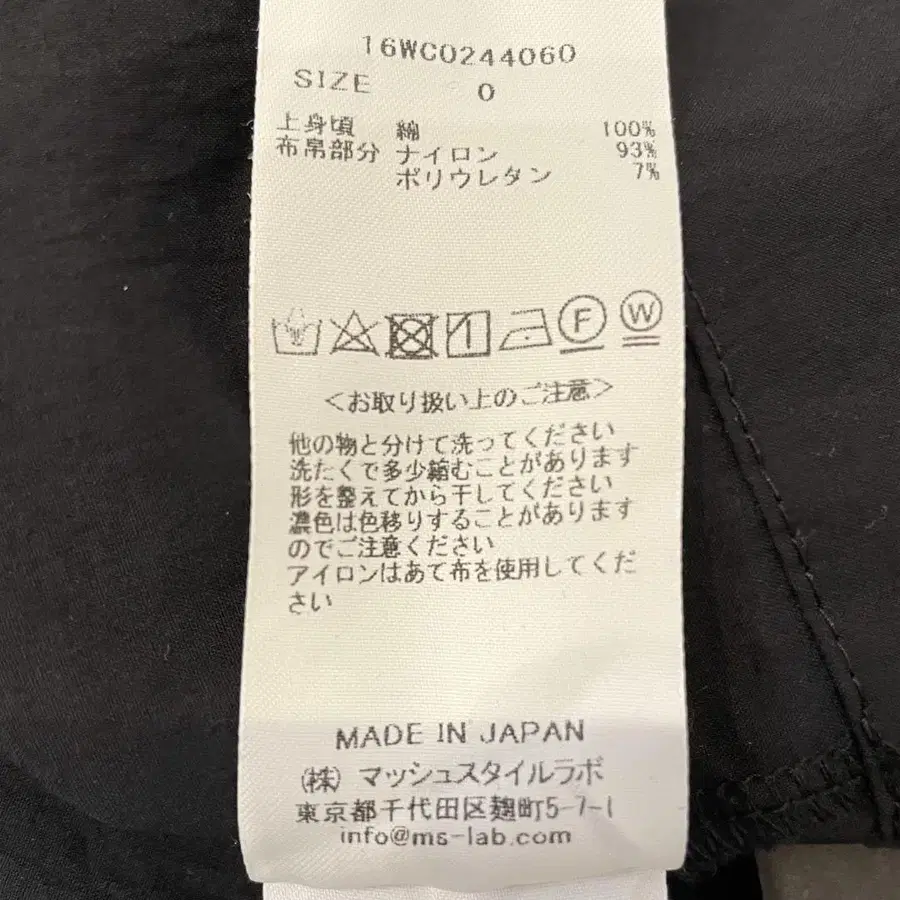 16WCO244060
SIZE 0
上身頃 綿 100%
布帛部分 ナイロン 93%
ポリウレタン 7%
F W
<お取り扱い上のご注意>
他の物と分けて洗ってください
洗たくで多少縮むことがあります
形を整えてから干してください
濃色は色移りすることがあります
のでご注意ください
アイロンはあて布を使用してくだ
さい
MADE IN JAPAN
(株) マッシュスタイルラボ
東京都千代田区麹町5-7-1
info@ms-lab.com